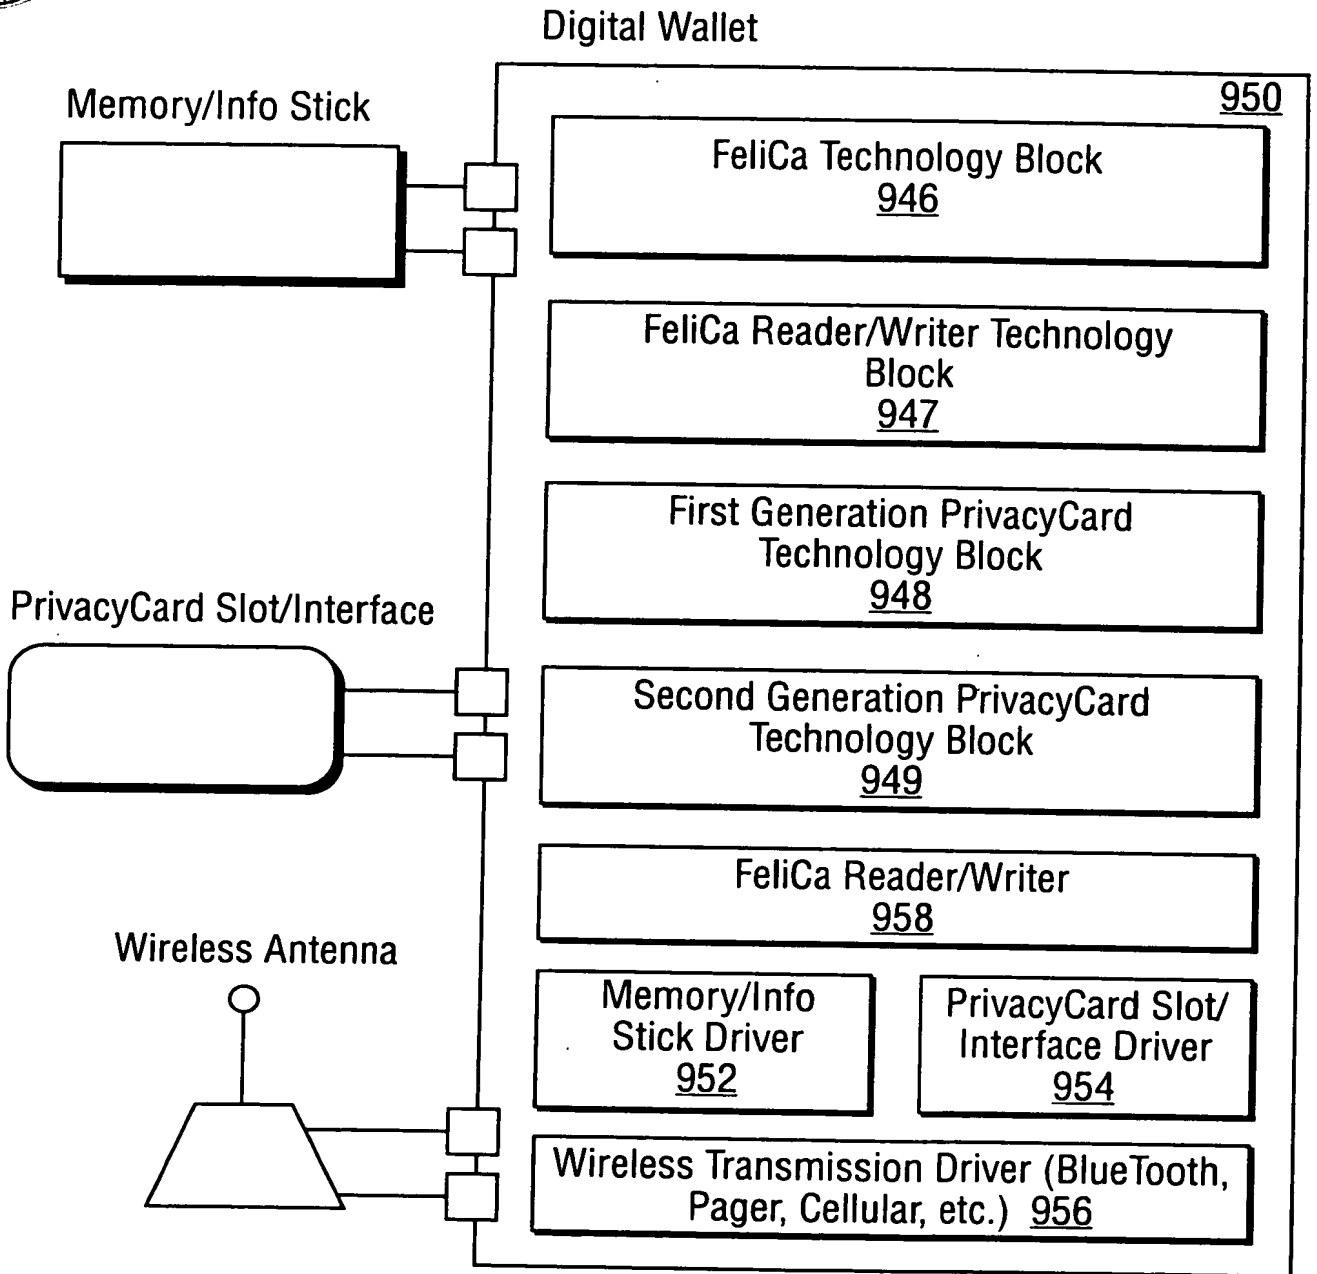 Digital Wallet
950
Memory/Info Stick
FeliCa Technology Block
946
FeliCa Reader/Writer Technology
Block
947
First Generation PrivacyCard
Technology Block
948
PrivacyCard Slot/Interface
Second Generation PrivacyCard
Technology Block
949
FeliCa Reader/Writer
958
Wireless Antenna
Memory/Info
Stick Driver
952
PrivacyCard Slot/
Interface Driver
954
Wireless Transmission Driver (BlueTooth,
Pager, Cellular, etc.) 956